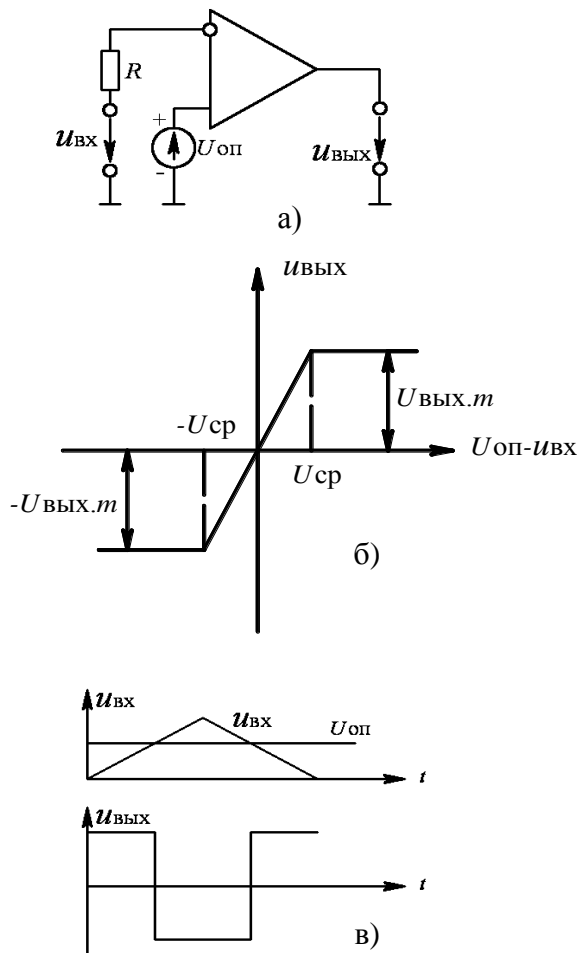 R
+
uвх
Uоп
-
uвых
а)
uвых
Uвых.m
-Uср
Uоп-uвх
Uср
-Uвых.m
б)
uвх
uвх
Uоп
t
uвых
t
в)